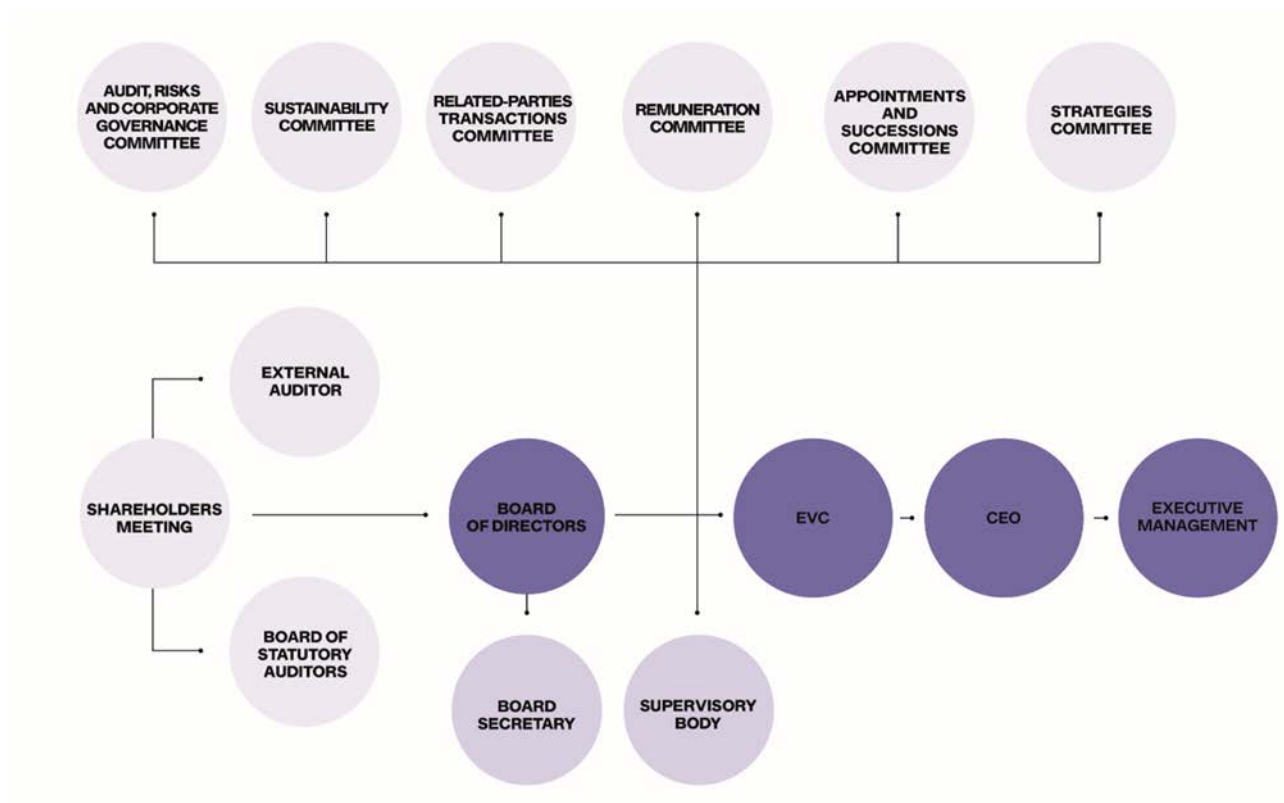 AUDIT, RISKS
AND CORPORATE
GOVERNANCE
COMMITTEE
SUSTAINABILITY
COMMITTEE
RELATED-PARTIES
TRANSACTIONS
COMMITTEE
REMUNERATION
COMMITTEE
APPOINTMENTS
AND
SUCCESSIONS
COMMITTEE
STRATEGIES
COMMITTEE
EXTERNAL
AUDITOR
SHAREHOLDERS
MEETING
BOARD
OF DIRECTORS
EVC
CEO
EXECUTIVE
MANAGEMENT
BOARD OF
STATUTORY
AUDITORS
BOARD
SECRETARY
SUPERVISORY
BODY